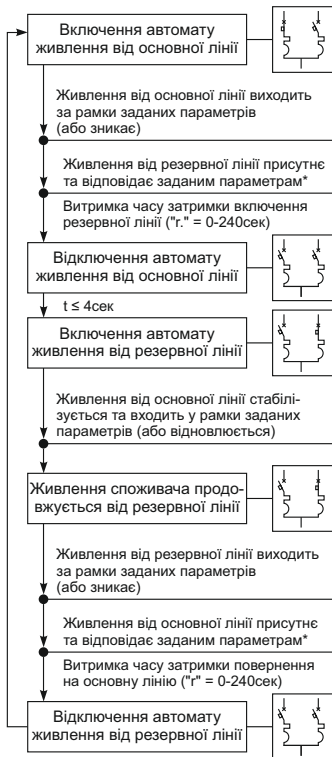 Включення автомату
живлення від основної лінії
Живлення від основної лінії виходить
за рамки заданих параметрів
(або зникає)
Живлення від резервної лінії присутнє
та відповідає заданим параметрам*
Витримка часу затримки включення
резервної лінії ("г." = 0-240сек)
Відключення автомату
живлення від основної лінії
t ≤ 4сек
Включення автомату
живлення від резервної лінії
Живлення від основної лінії стабілі-
зується та входить у рамки заданих
параметрів (або відновлюється)
Живлення споживача продо-
вжується від резервної лінії
Живлення від резервної лінії виходить
за рамки заданих параметрів
(або зникає)
Живлення від основної лінії присутнє
та відповідає заданим параметрам*
Витримка часу затримки повернення
на основну лінію ("г" = 0-240сек)
Відключення автомату
живлення від резервної лінії